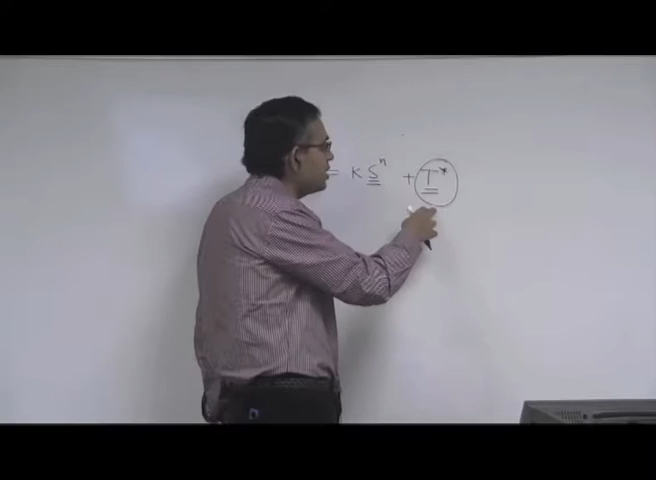 = K S^n + T*